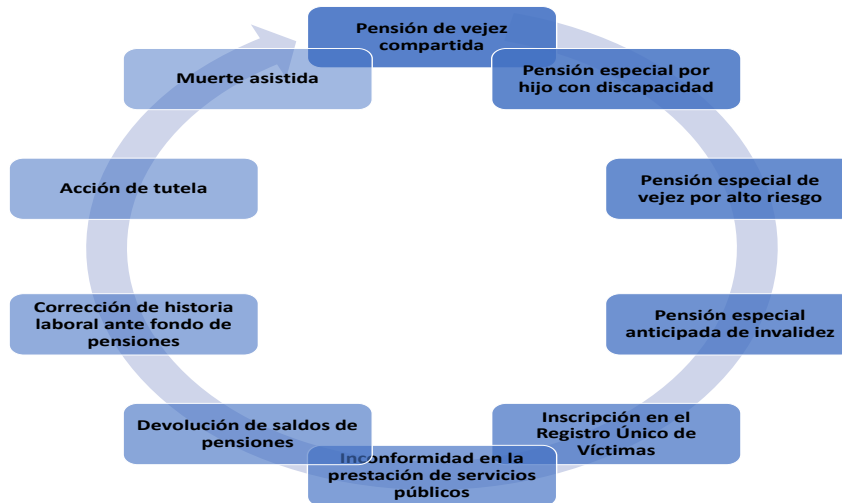 Pensión de vejez
compartida
Pensión especial por
hijo con discapacidad
Pensión especial de
vejez por alto riesgo
Pensión especial
anticipada de invalidez
Inscripción en el
Registro Único de
Víctimas
Inconformidad en la
prestación de servicios
públicos
Devolución de saldos de
pensiones
Corrección de historia
laboral ante fondo de
pensiones
Acción de tutela
Muerte asistida